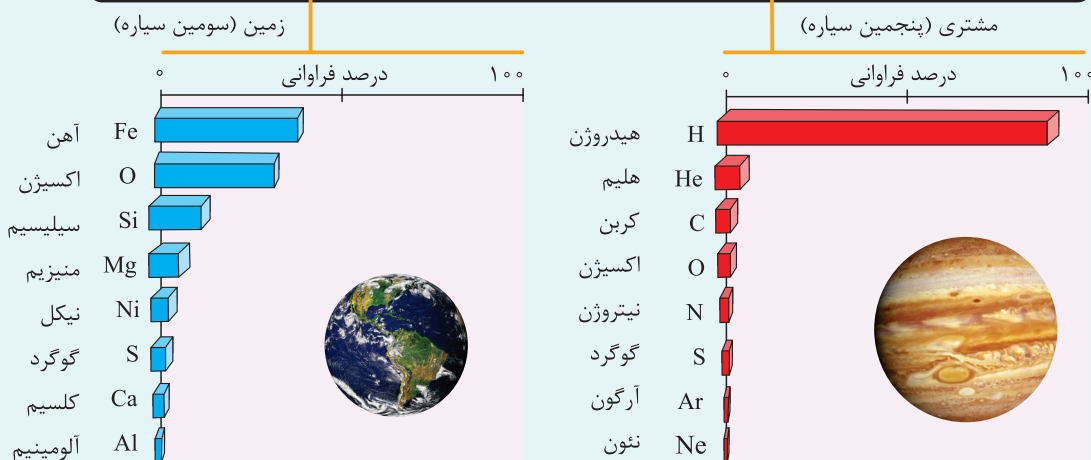 مشتری (پنجمین سیاره)
۰ درصد فراوانی ۱۰۰
هیدروژن H
هلیم He
کربن C
اکسیژن O
نیتروژن N
گوگرد S
آرگون Ar
نئون Ne
زمین (سومین سیاره)
۰ درصد فراوانی ۱۰۰
آهن Fe
اکسیژن O
سیلیسیم Si
منیزیم Mg
نیکل Ni
گوگرد S
کلسیم Ca
آلومینیم Al